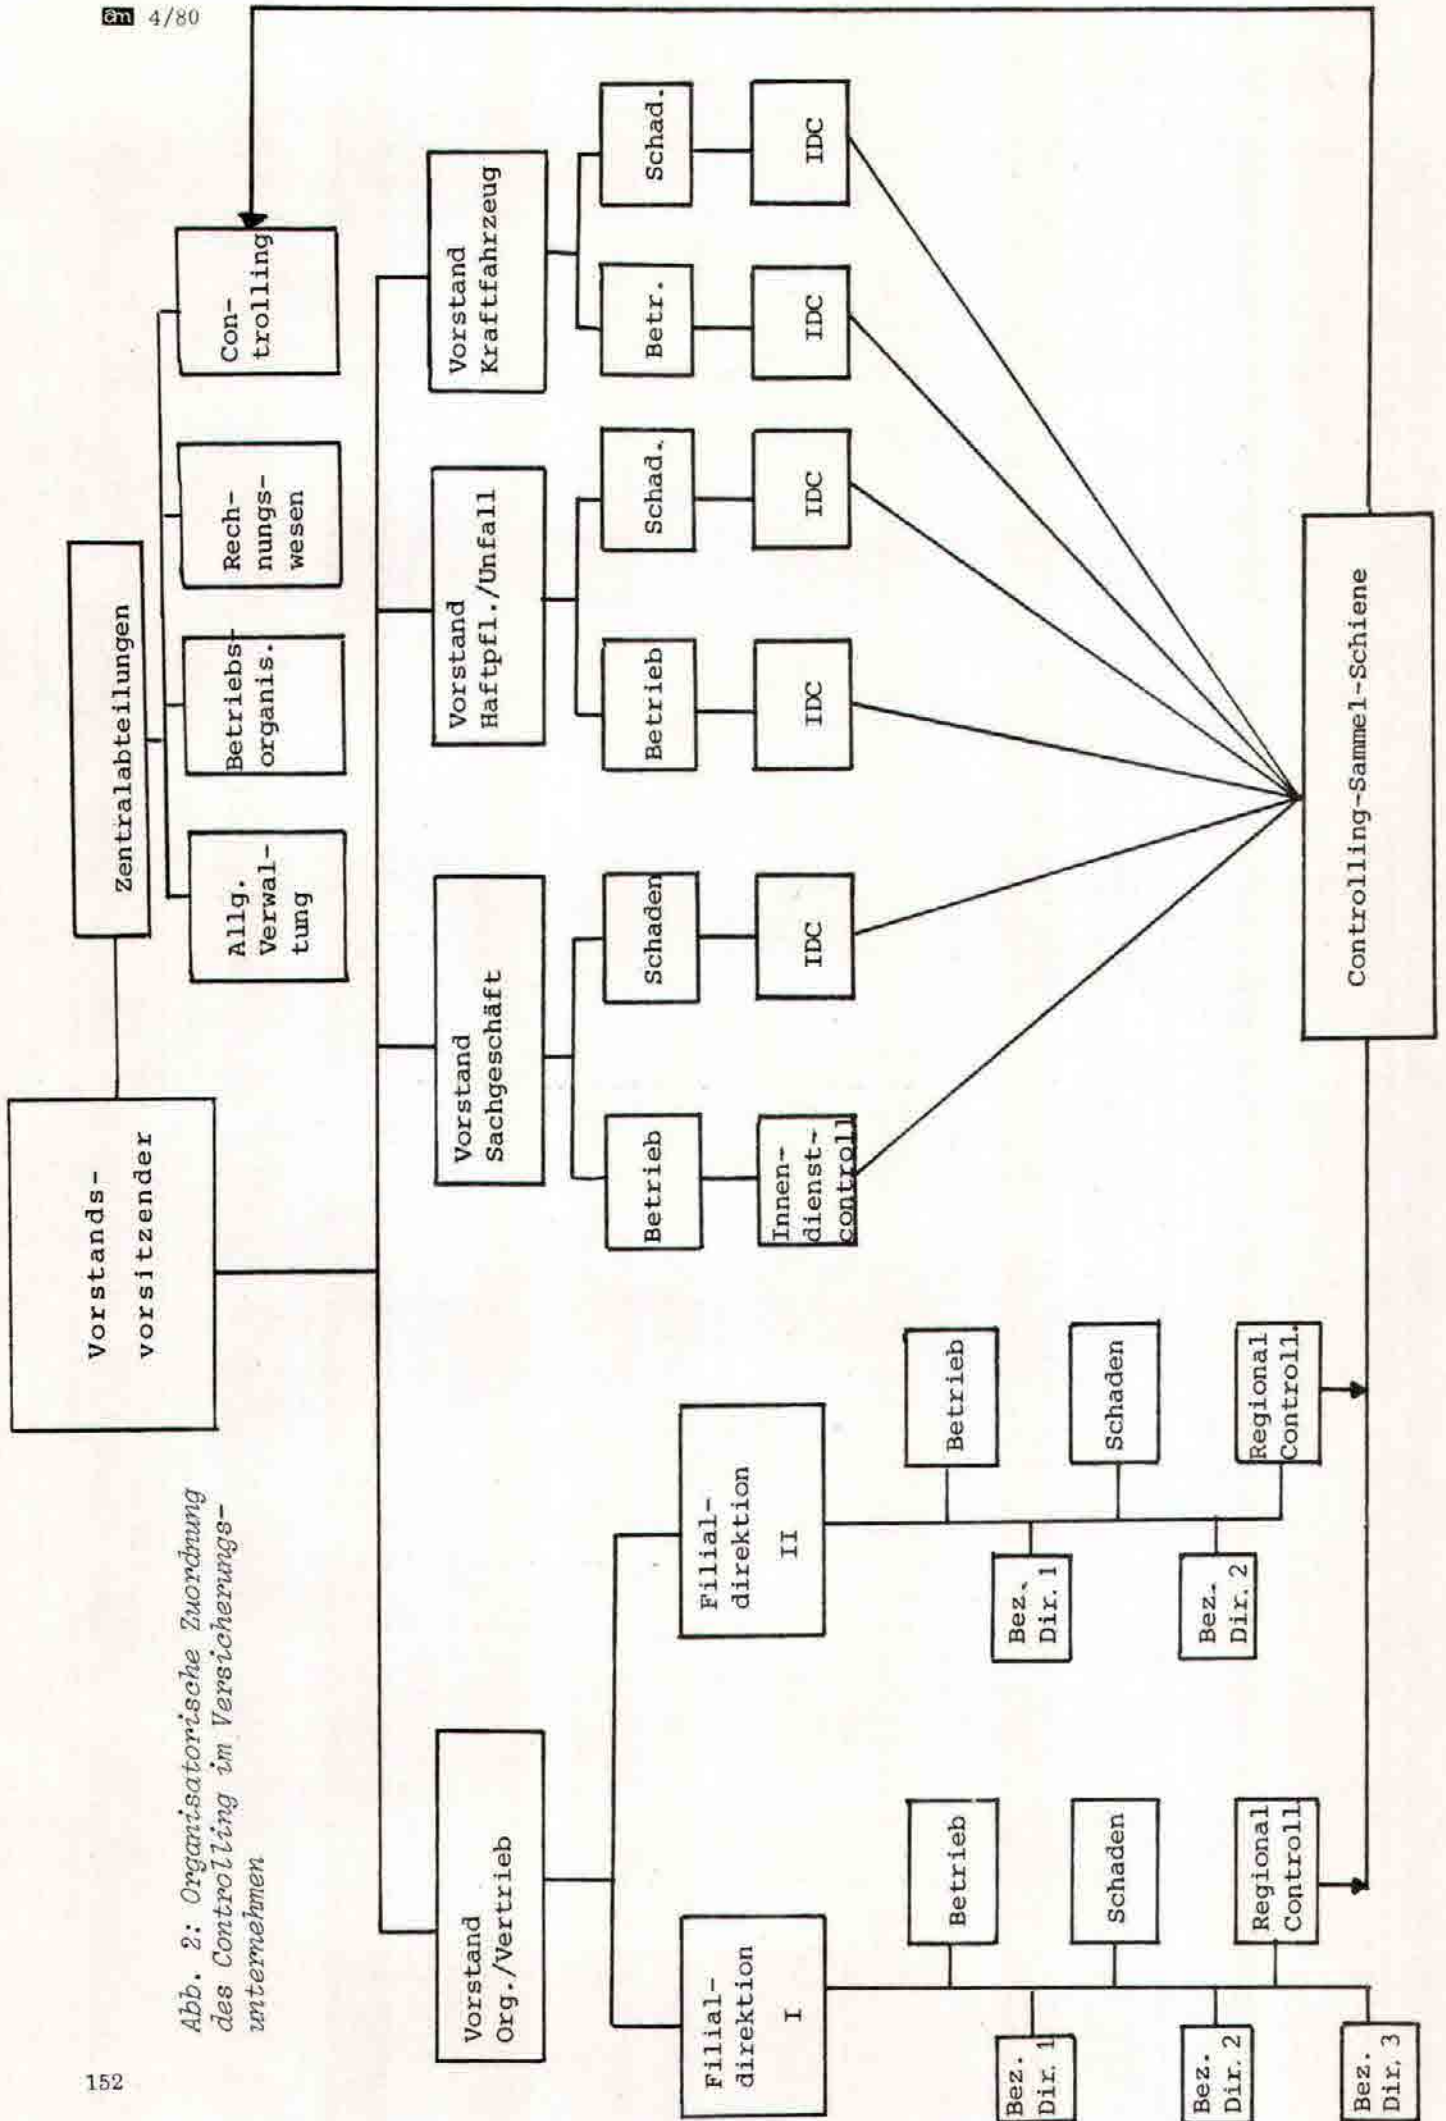 âm 4/80
152
Abb. 2: Organisatorische Zuordnung
des Controlling im Versicherungs-
unternehmen
Vorstands-
vorsitzender
Zentralabteilungen
Allg.
Verwal-
tung
Betriebs-
organis.
Rech-
nungs-
wesen
Con-
trolling
Vorstand
Org./Vertrieb
Vorstand
Sachgeschäft
Vorstand
Haftpfl./Unfall
Vorstand
Kraftfahrzeug
Betrieb
Schaden
Betrieb
Schad.
Betr.
Schad.
Innen-
dienst-
controll
IDC
IDC
IDC
IDC
IDC
Filial-
direktion
I
Filial-
direktion
II
Betrieb
Schaden
Regional
Controll.
Bez.
Dir. 1
Bez.
Dir. 2
Bez.
Dir. 3
Betrieb
Schaden
Regional
Controll.
Bez.
Dir. 1
Bez.
Dir. 2
Controlling-Sammel-Schiene